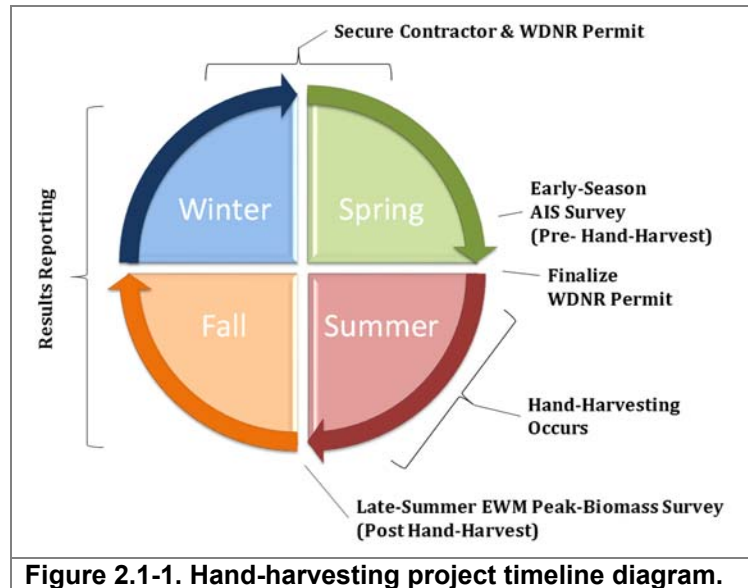 Secure Contractor & WDNR Permit
Results Reporting
Winter
Spring
Early-Season
AIS Survey
(Pre- Hand-Harvest)
Finalize
WDNR Permit
Fall
Summer
Hand-Harvesting
Occurs
Late-Summer EWM Peak-Biomass Survey
(Post Hand-Harvest)
Figure 2.1-1. Hand-harvesting project timeline diagram.